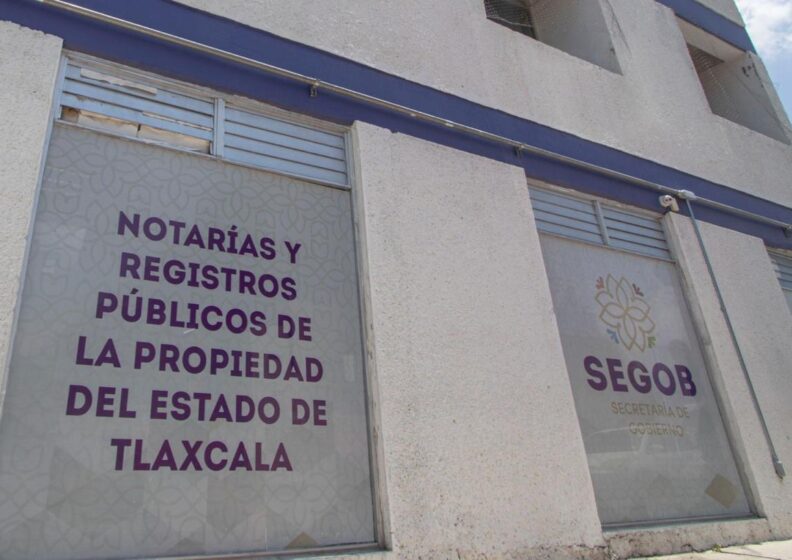 NOTARÍAS Y
REGISTROS
PÚBLICOS DE
LA PROPIEDAD
DEL ESTADO DE
TLAXCALA
SEGOB
SECRETARÍA DE
GOBIERNO